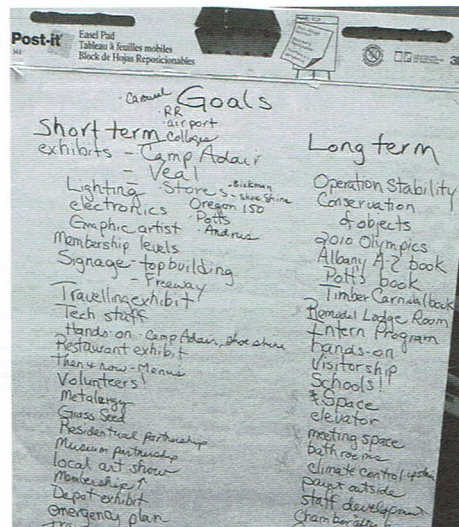 Post-it
Easel Pad
Tableau à feuilles mobiles
Block de Hojas Reposicionables
Goals
· Carousel
· RR
· airport
College
Short term
exhibits - Camp Adair
- Veal
- Stores - Bikman
- shoe shine
Lighting
electronics
Oregon 150
· Potts
· Andrus
Graphic artist
Membership levels
Signage - top building
- Freeway
Travelling exhibit
Tech staff
Hands-on - Camp Adair, shoe shine
Restaurant exhibit
Then & now - Menus
Volunteers!
Metalergy
Grass Seed
Residential partnership
Museum partnership
local art show
Membership ↑
Depot exhibit
emergency plan
Long term
Operation Stability
Conservation
of objects
2010 Olympics
Albany A-Z book
Potts book
Timber Carnival book
Remodel Lodge Room
Intern Program
hands-on
Visitorship
Schools!
* Space
elevator
meeting space
bathrooms
climate control upstairs
paint outside
staff development